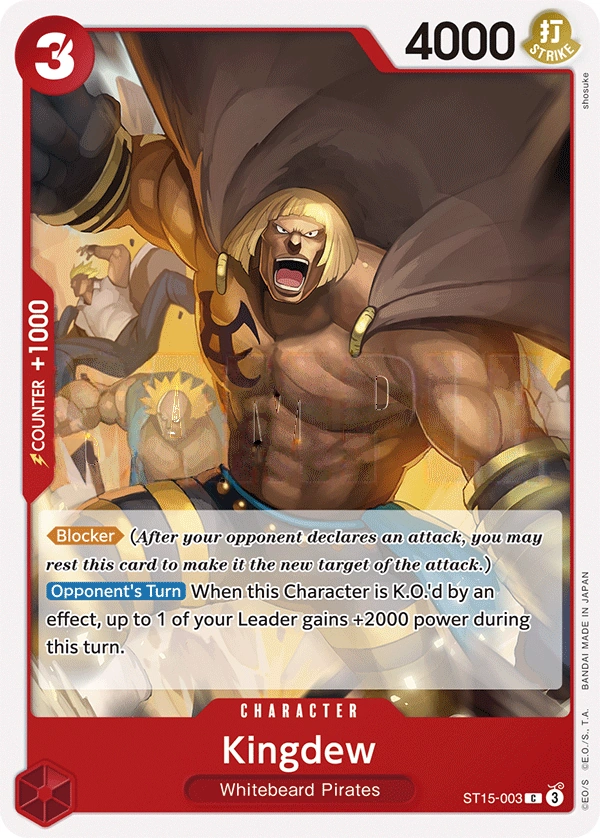 3
4000
打
STRIKE
shosuke
COUNTER +1000
Blocker (After your opponent declares an attack, you may
rest this card to make it the new target of the attack.)
Opponent's Turn When this Character is K.O.'d by an
effect, up to 1 of your Leader gains +2000 power during
this turn.
CHARACTER
Kingdew
Whitebeard Pirates
ST15-003 C 3
©E.O/S ©E.O./S., T.A. BANDAI MADE IN JAPAN